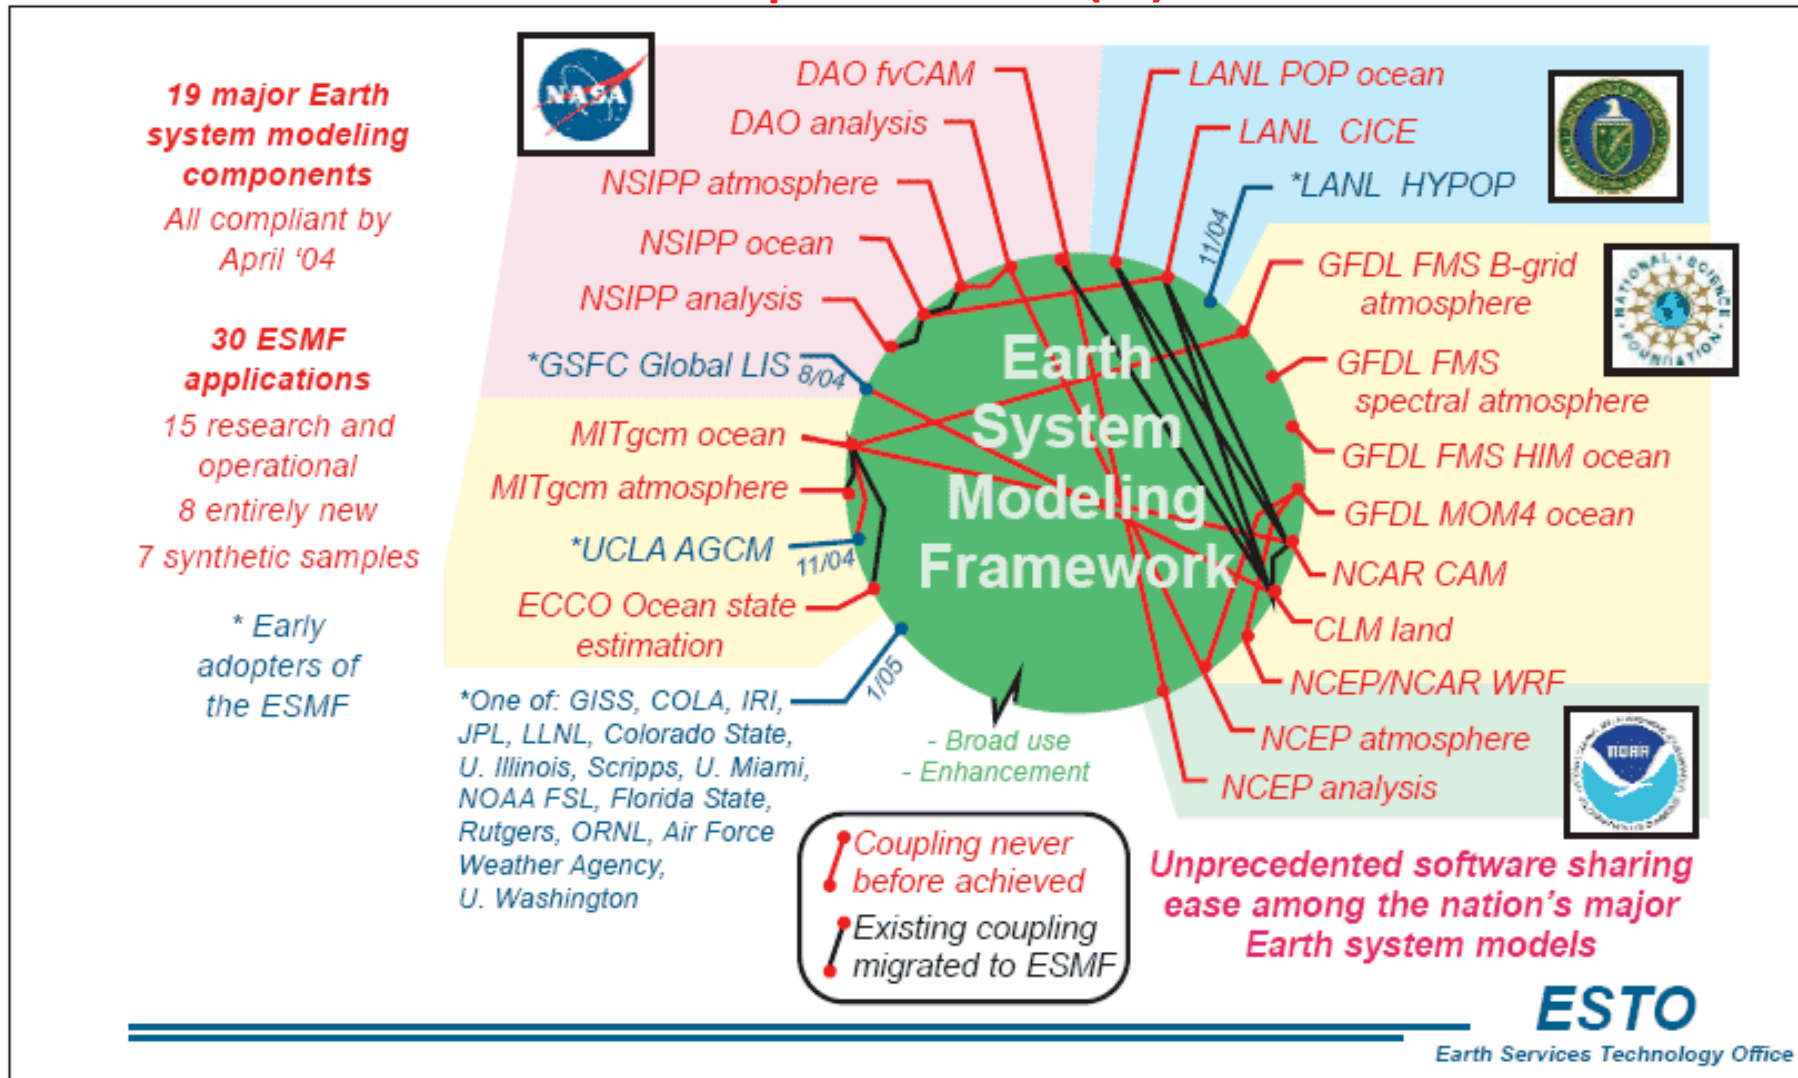 19 major Earth
system modeling
components
All compliant by
April ‘04
30 ESMF
applications
15 research and
operational
8 entirely new
7 synthetic samples
* Early
adopters of
the ESMF
NASA
DAO fvCAM
DAO analysis
NSIPP atmosphere
NSIPP ocean
NSIPP analysis
*GSFC Global LIS
8/04
MITgcm ocean
MITgcm atmosphere
*UCLA AGCM
11/04
ECCO Ocean state
estimation
*One of: GISS, COLA, IRI,
JPL, LLNL, Colorado State,
U. Illinois, Scripps, U. Miami,
NOAA FSL, Florida State,
Rutgers, ORNL, Air Force
Weather Agency,
U. Washington
1/05
Earth
System
Modeling
Framework
- Broad use
- Enhancement
LANL POP ocean
LANL CICE
*LANL HYPOP
11/04
GFDL FMS B-grid
atmosphere
GFDL FMS
spectral atmosphere
GFDL FMS HIM ocean
GFDL MOM4 ocean
NCAR CAM
CLM land
NCEP/NCAR WRF
NCEP atmosphere
NCEP analysis
NATIONAL SCIENCE
FOUNDATION
NOAA
Coupling never
before achieved
Existing coupling
migrated to ESMF
Unprecedented software sharing
ease among the nation’s major
Earth system models
ESTO
Earth Services Technology Office